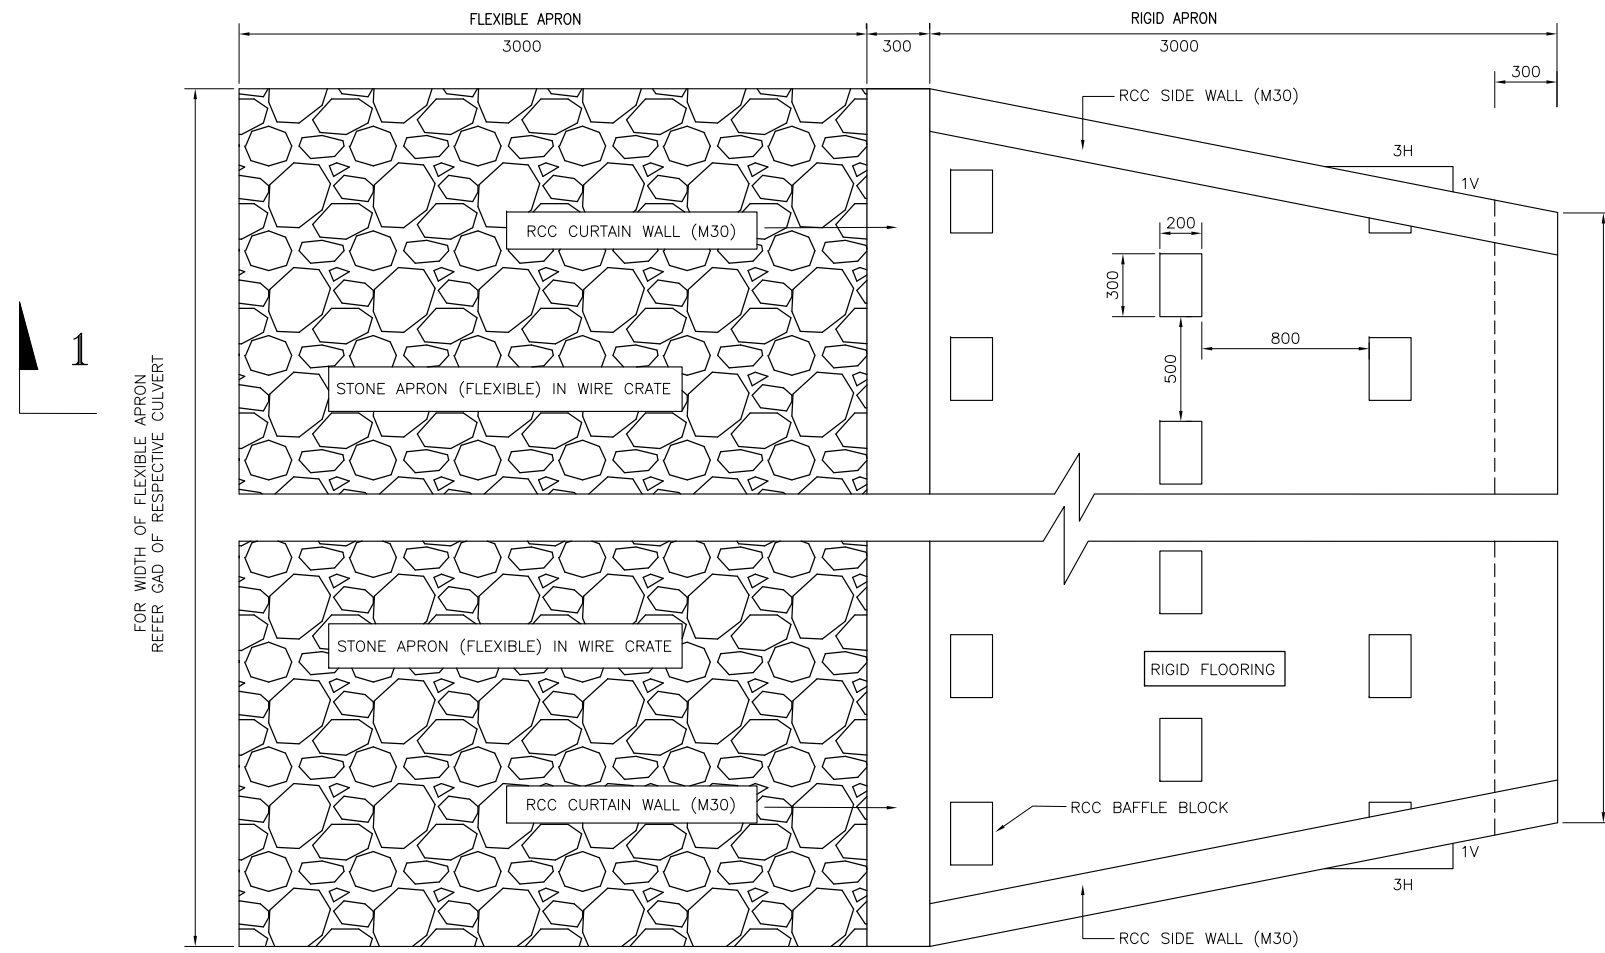 FLEXIBLE APRON
RIGID APRON
3000
300
3000
300
RCC SIDE WALL (M30)
3H
1V
200
RCC CURTAIN WALL (M30)
300
800
1
500
STONE APRON (FLEXIBLE) IN WIRE CRATE
FOR WIDTH OF FLEXIBLE APRON
REFER GAD OF RESPECTIVE CULVERT
STONE APRON (FLEXIBLE) IN WIRE CRATE
RIGID FLOORING
RCC CURTAIN WALL (M30)
RCC BAFFLE BLOCK
1V
3H
RCC SIDE WALL (M30)